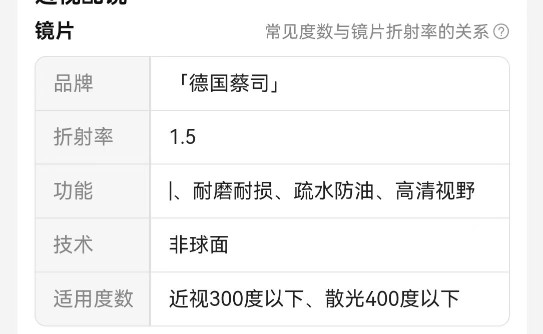 镜片 常见度数与镜片折射率的关系 ?
品牌 「德国蔡司」
折射率 1.5
功能 |、耐磨耐损、疏水防油、高清视野
技术 非球面
适用度数 近视300度以下、散光400度以下